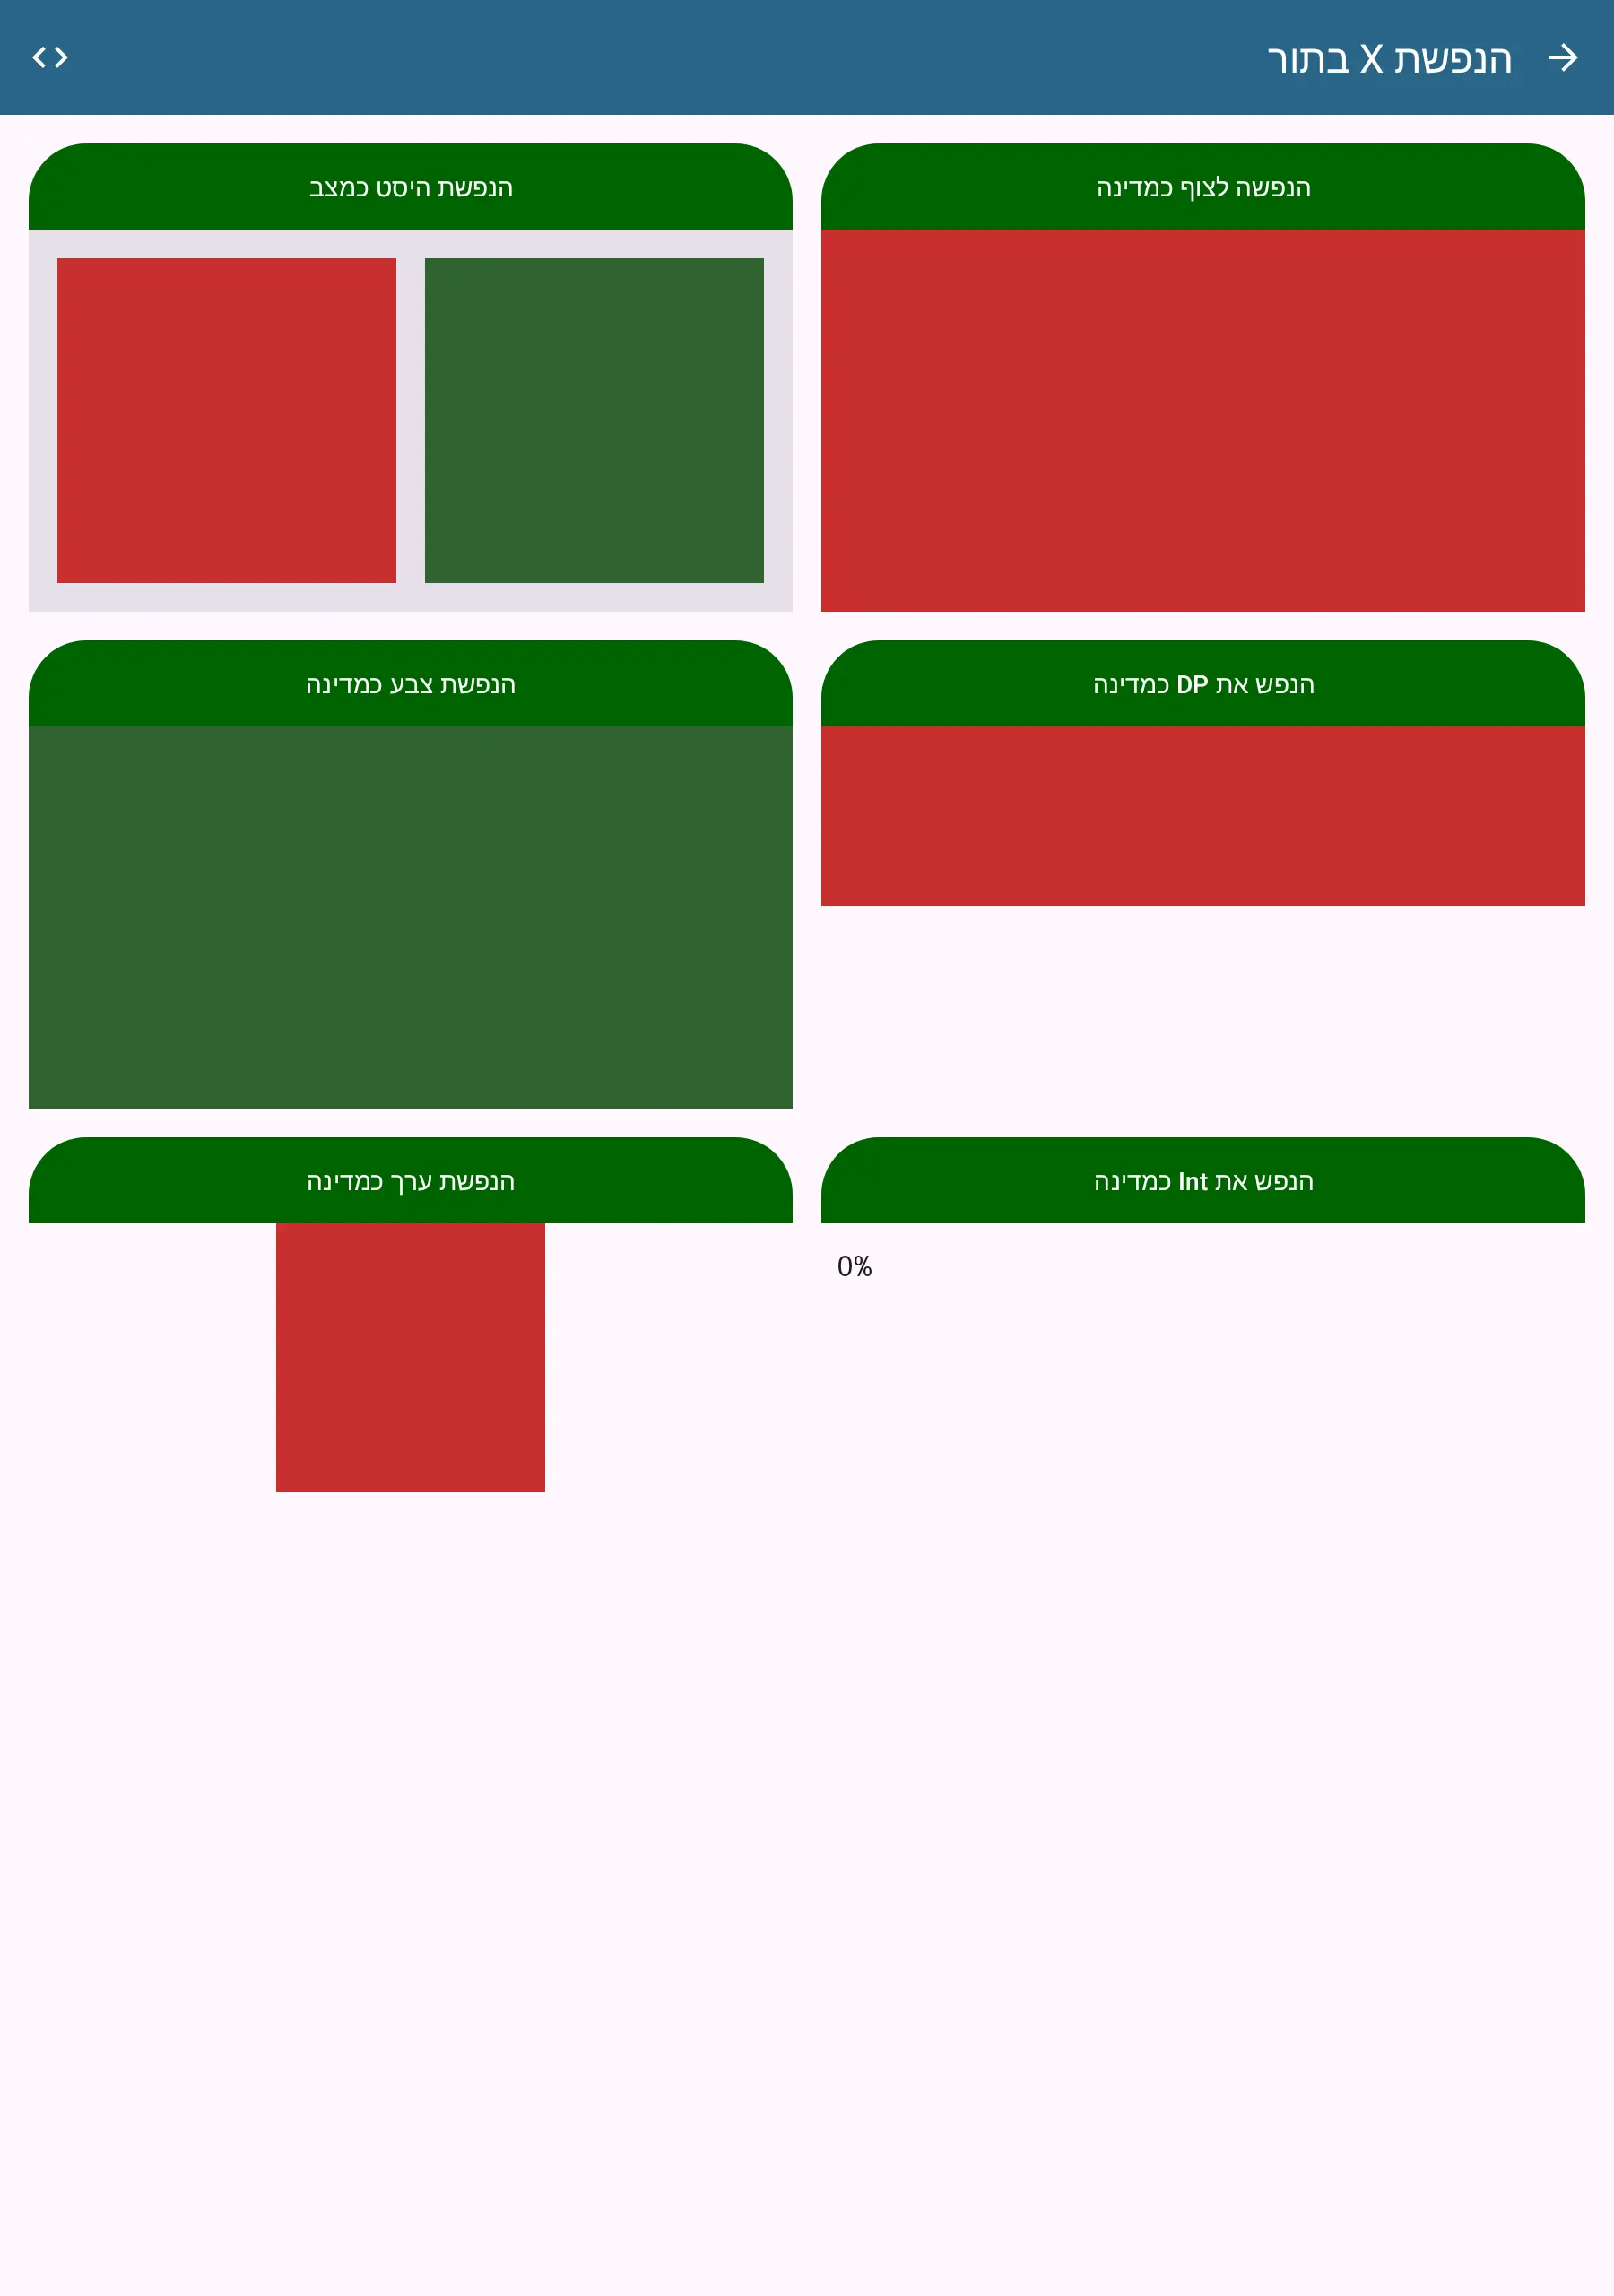 הנפשת X בתור
הנפשה לצוף כמדינה
הנפשת היסט כמצב
הנפש את DP כמדינה
הנפשת צבע כמדינה
הנפש את Int כמדינה
הנפשת ערך כמדינה
0%